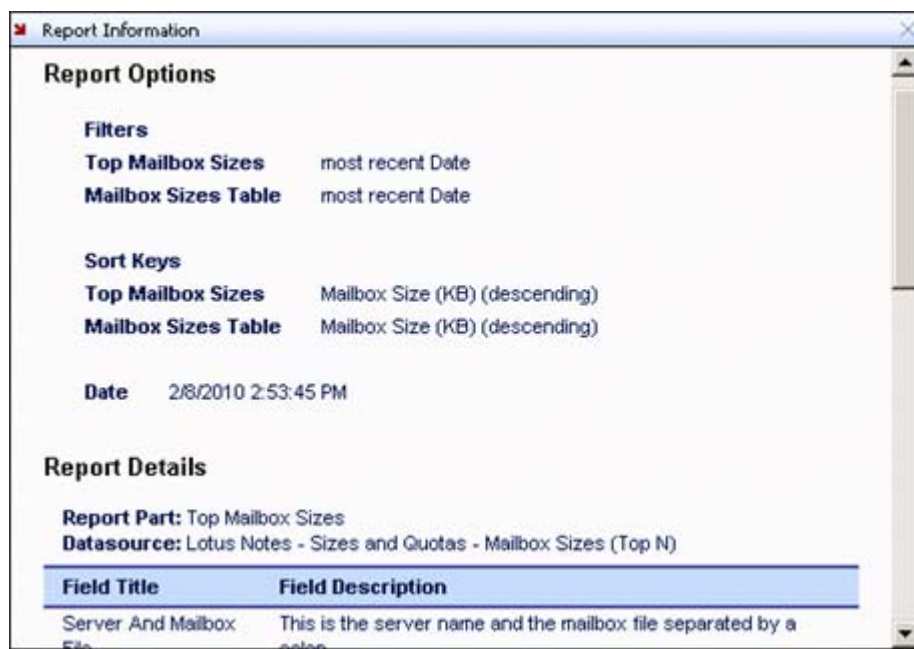 Report Information
Report Options
Filters
Top Mailbox Sizes most recent Date
Mailbox Sizes Table most recent Date
Sort Keys
Top Mailbox Sizes Mailbox Size (KB) (descending)
Mailbox Sizes Table Mailbox Size (KB) (descending)
Date 2/8/2010 2:53:45 PM
Report Details
Report Part: Top Mailbox Sizes
Datasource: Lotus Notes - Sizes and Quotas - Mailbox Sizes (Top N)
Field Title Field Description
Server And Mailbox This is the server name and the mailbox file separated by a
File colon